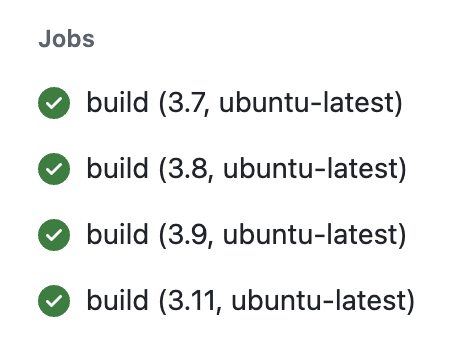 Jobs
build (3.7, ubuntu-latest)
build (3.8, ubuntu-latest)
build (3.9, ubuntu-latest)
build (3.11, ubuntu-latest)